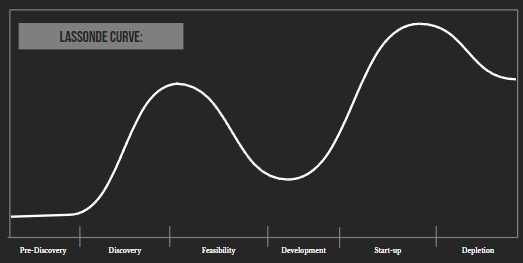 LASSONDE CURVE:
Pre-Discovery
Discovery
Feasibility
Development
Start-up
Depletion